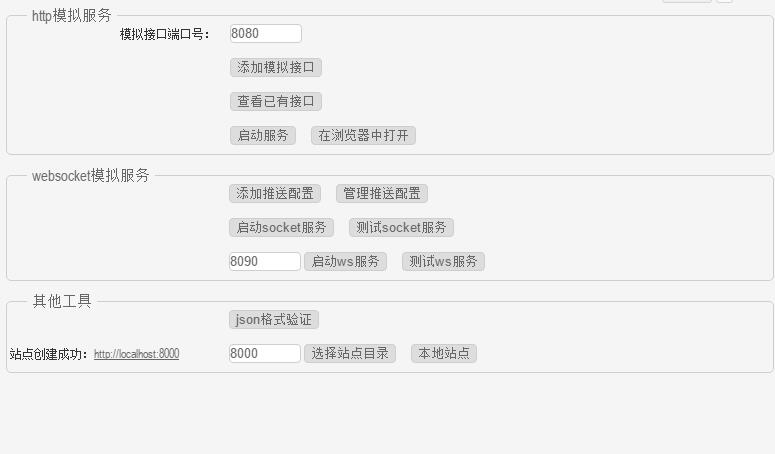 http模拟服务
模拟接口端口号： 8080
添加模拟接口
查看已有接口
启动服务 在浏览器中打开
websocket模拟服务
添加推送配置 管理推送配置
启动socket服务 测试socket服务
8090 启动ws服务 测试ws服务
其他工具
json格式验证
站点创建成功：http://localhost:8000 8000 选择站点目录 本地站点